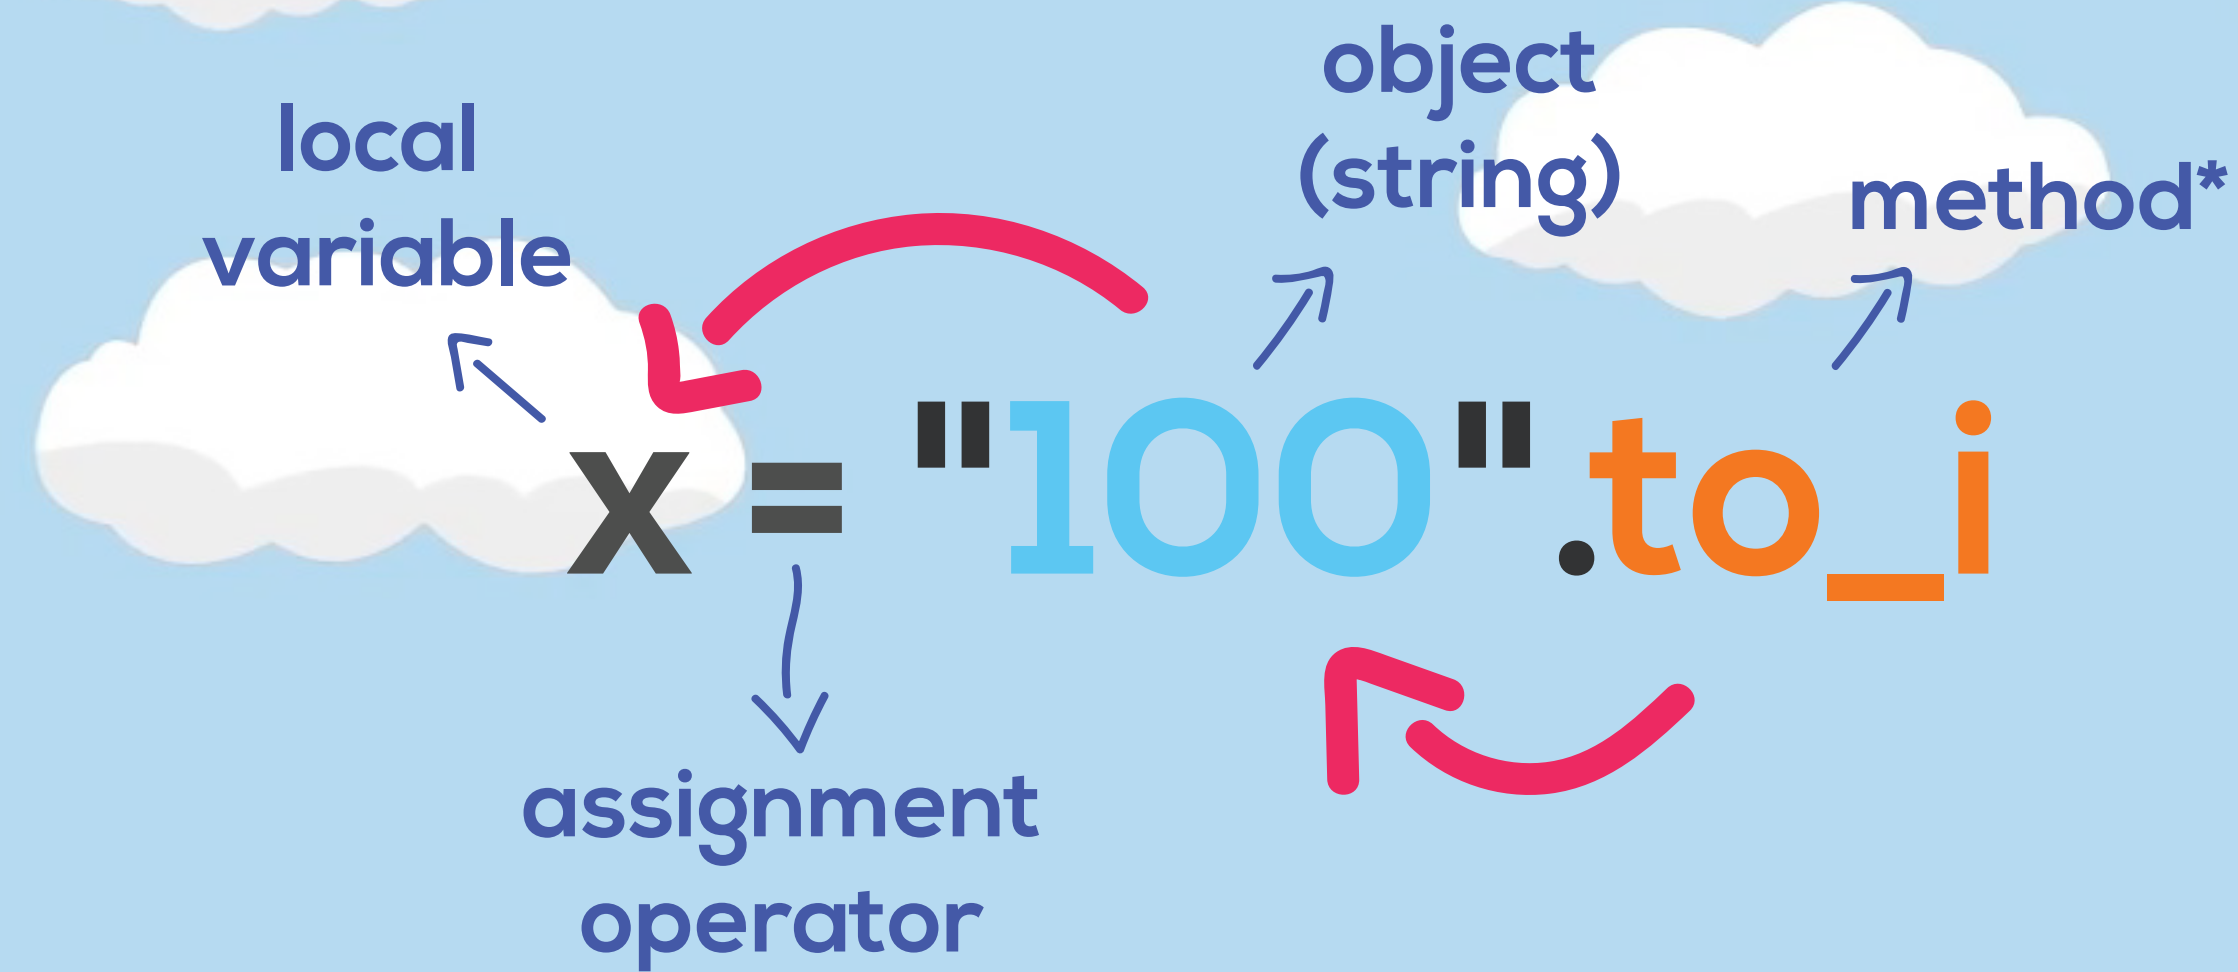 local
variable
object
(string)
method*
x = "100".to_i
assignment
operator